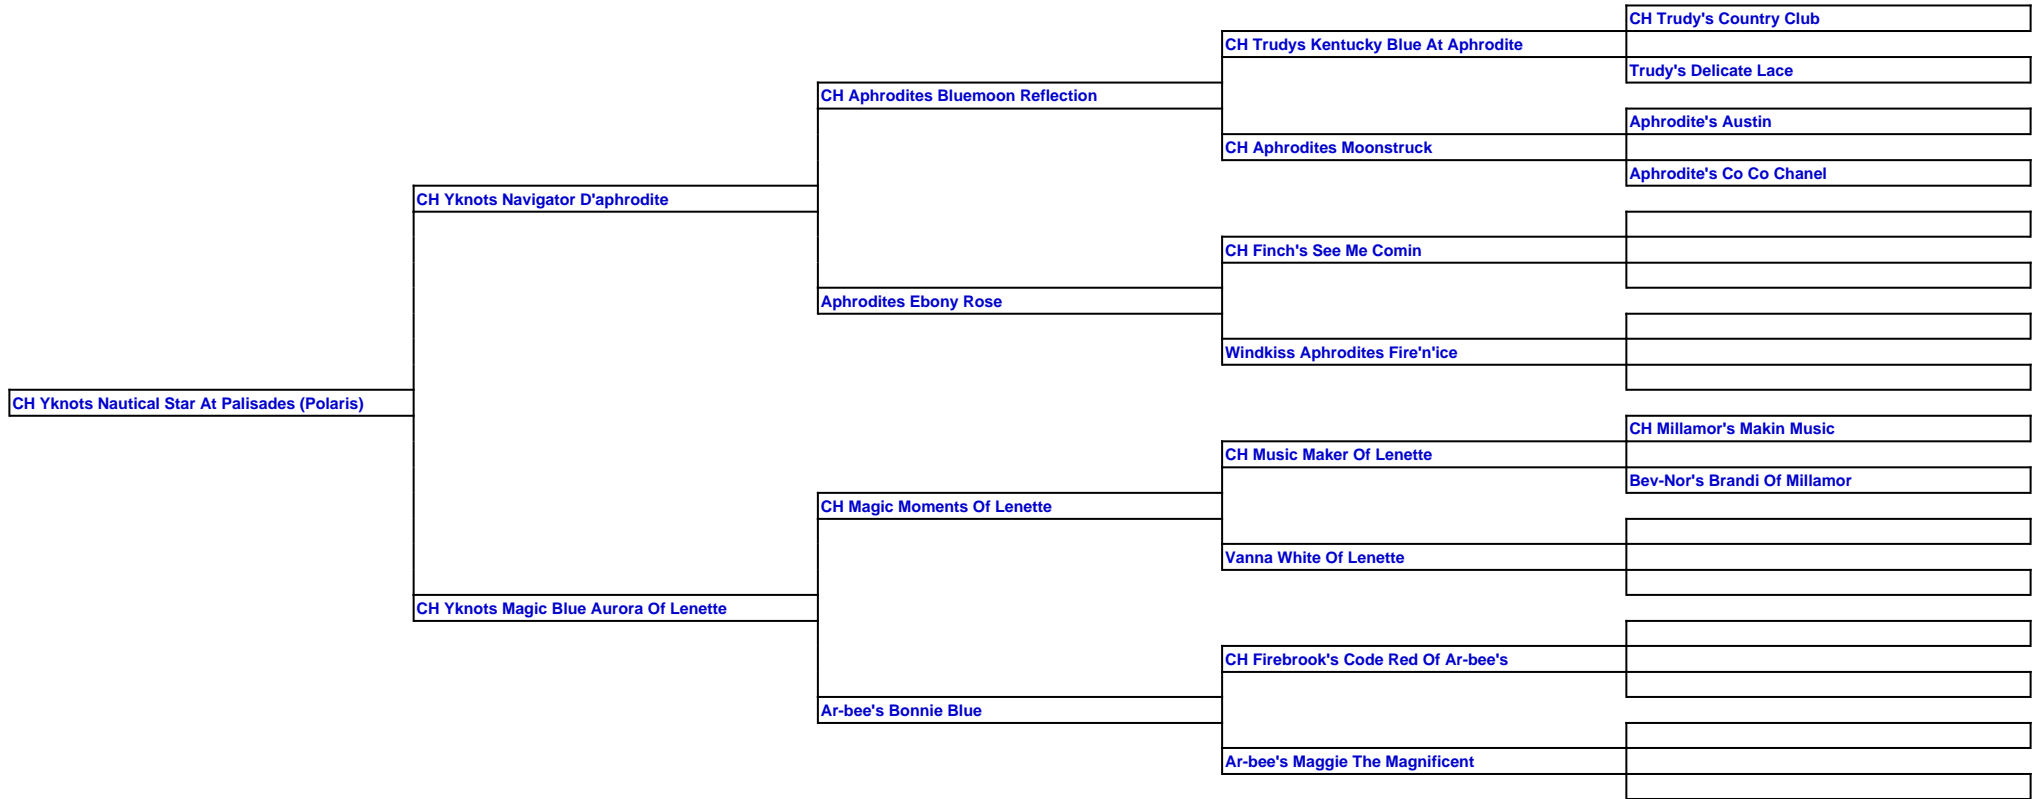 CH Trudy's Country Club
CH Trudys Kentucky Blue At Aphrodite
Trudy's Delicate Lace
CH Aphrodites Bluemoon Reflection
Aphrodite's Austin
CH Aphrodites Moonstruck
Aphrodite's Co Co Chanel
CH Yknots Navigator D'aphrodite
CH Finch's See Me Comin
Aphrodites Ebony Rose
Windkiss Aphrodites Fire'n'ice
CH Yknots Nautical Star At Palisades (Polaris)
CH Millamor's Makin Music
CH Music Maker Of Lenette
Bev-Nor's Brandi Of Millamor
CH Magic Moments Of Lenette
Vanna White Of Lenette
CH Yknots Magic Blue Aurora Of Lenette
CH Firebrook's Code Red Of Ar-bee's
Ar-bee's Bonnie Blue
Ar-bee's Maggie The Magnificent